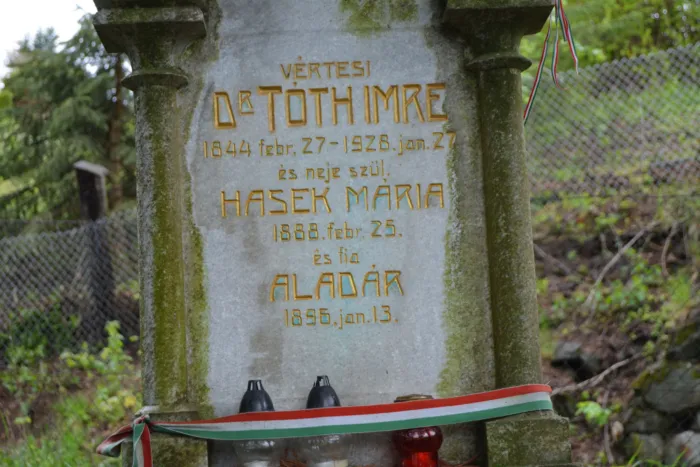 VÉRTESI
DR TÓTH IMRE
1844 febr. 27-1928. jan. 27
és neje szül.
HASEK MÁRIA
1888. febr. 25.
és fia
ALADÁR
1896. jan. 13.